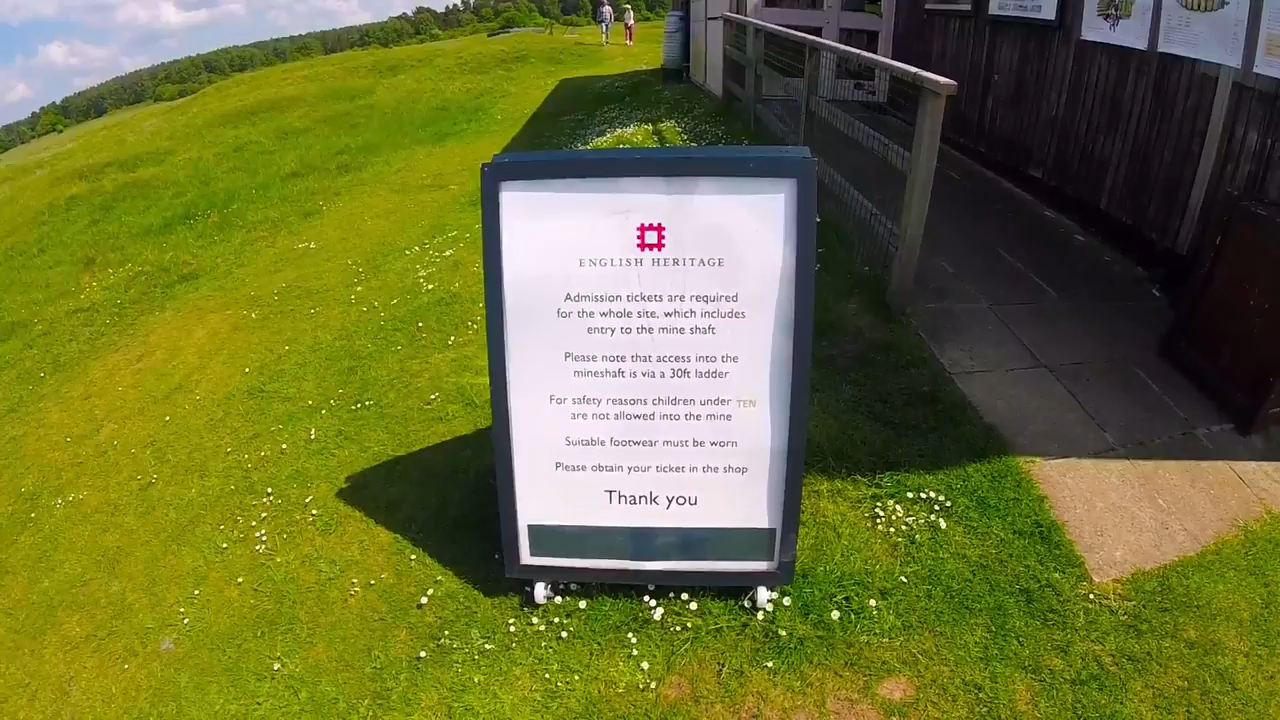 ENGLISH HERITAGE
Admission tickets are required
for the whole site, which includes
entry to the mine shaft
Please note that access into the
mineshaft is via a 30ft ladder
For safety reasons children under TEN
are not allowed into the mine
Suitable footwear must be worn
Please obtain your ticket in the shop
Thank you